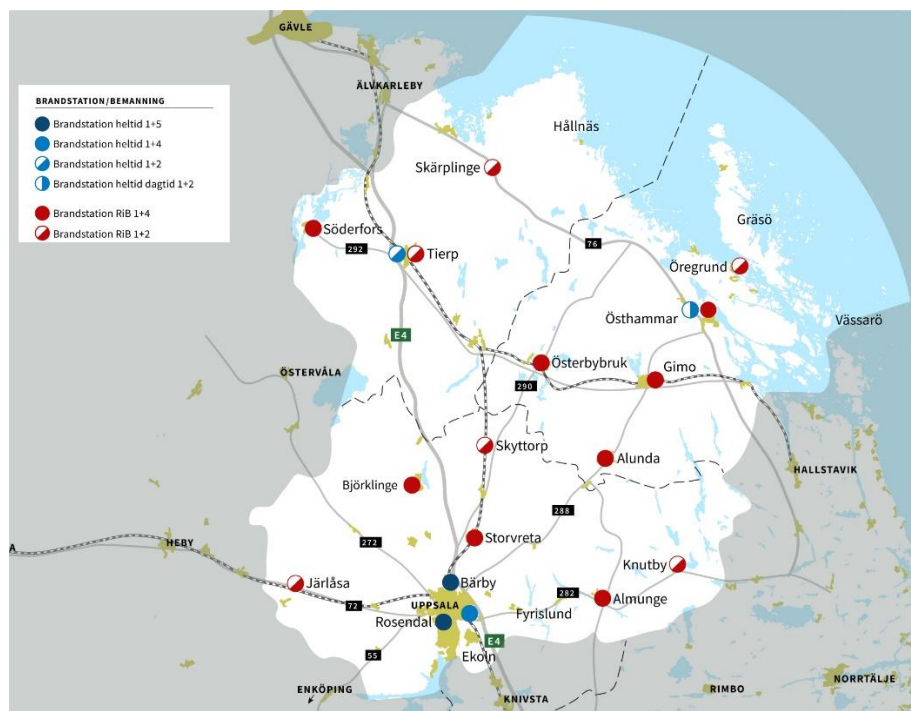 GÄVLE
ÄLVKARLEBY
BRANDSTATION/BEMANNING
Brandstation heltid 1+5
Brandstation heltid 1+4
Brandstation heltid 1+2
Brandstation heltid dagtid 1+2
Brandstation RiB 1+4
Brandstation RiB 1+2
Hållnäs
Skärplinge
Gräsö
Söderfors
292
Tierp
76
Öregrund
Östhammar
Vässarö
E4
ÖSTERVÅLA
Österbybruk
Gimo
290
Skyttorp
Alunda
HALLSTAVIK
Björklinge
288
272
Storvreta
HEBY
A
Knutby
Järlåsa
Bärby
282
Almunge
72
UPPSALA
Fyrislund
Rosendal
E4
55
Ekoln
ENKÖPING
KNIVSTA
RIMBO
NORRTÄLJE